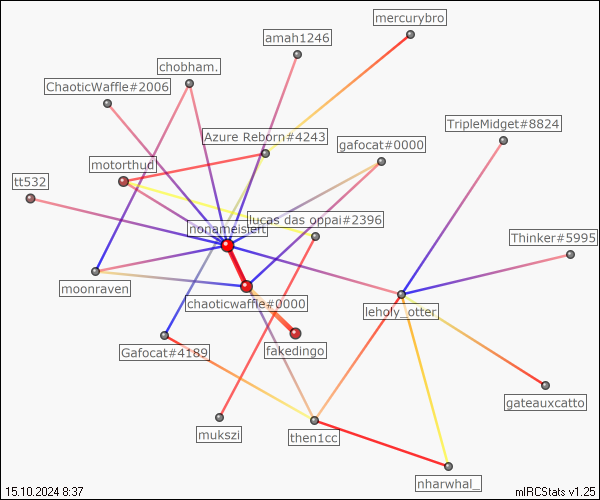 mercurybro
amah1246
chobham.
ChaoticWaffle#2006
TripleMidget#8824
Azure Reborn#4243
gafocat#0000
motorthud
tt532
lucas das oppai#2396
nonameisert
Thinker#5995
moonraven
chaoticwaffle#0000
leholy_otter
Gafocat#4189
fakedingo
gateauxcatto
mukszi
then1cc
nharwhal_
15.10.2024 8:37
mIRCStats v1.25